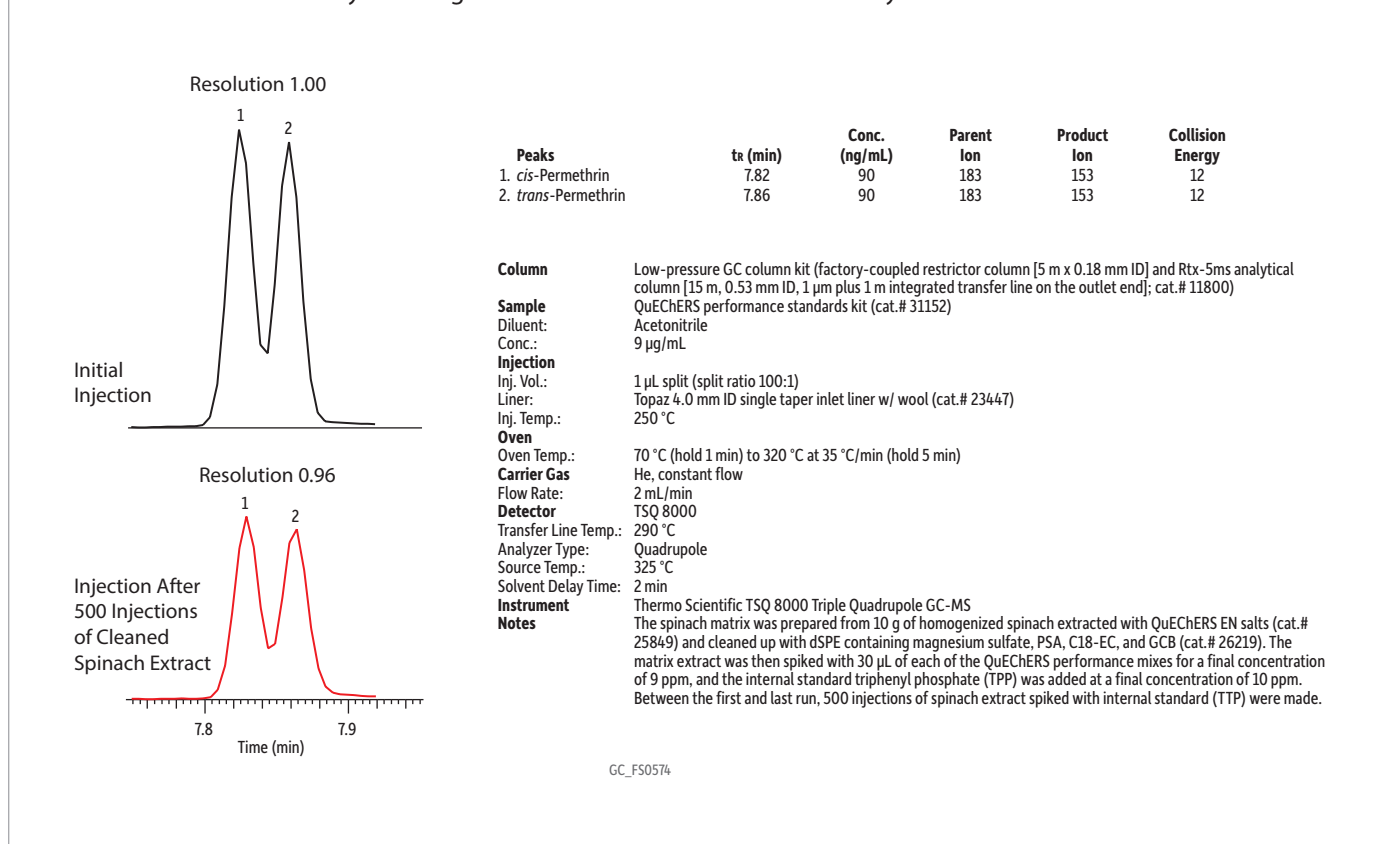 Resolution 1.00
1
2
Initial
Injection
Resolution 0.96
1
2
Injection After
500 Injections
of Cleaned
Spinach Extract
7.8
7.9
Time (min)
Peaks tR (min) Conc. (ng/mL) Parent Ion Product Ion Collision Energy
1. cis-Permethrin 7.82 90 183 153 12
2. trans-Permethrin 7.86 90 183 153 12
Column Low-pressure GC column kit (factory-coupled restrictor column [5 m x 0.18 mm ID] and Rtx-5ms analytical
column [15 m, 0.53 mm ID, 1 µm plus 1 m integrated transfer line on the outlet end]; cat.# 11800)
Sample QuEChERS performance standards kit (cat.# 31152)
Diluent: Acetonitrile
Conc.: 9 µg/mL
Injection
Inj. Vol.: 1 µL split (split ratio 100:1)
Liner: Topaz 4.0 mm ID single taper inlet liner w/ wool (cat.# 23447)
Inj. Temp.: 250 °C
Oven
Oven Temp.: 70 °C (hold 1 min) to 320 °C at 35 °C/min (hold 5 min)
Carrier Gas He, constant flow
Flow Rate: 2 mL/min
Detector TSQ 8000
Transfer Line Temp.: 290 °C
Analyzer Type: Quadrupole
Source Temp.: 325 °C
Solvent Delay Time: 2 min
Instrument Thermo Scientific TSQ 8000 Triple Quadrupole GC-MS
Notes The spinach matrix was prepared from 10 g of homogenized spinach extracted with QuEChERS EN salts (cat.#
25849) and cleaned up with dSPE containing magnesium sulfate, PSA, C18-EC, and GCB (cat.# 26219). The
matrix extract was then spiked with 30 µL of each of the QuEChERS performance mixes for a final concentration
of 9 ppm, and the internal standard triphenyl phosphate (TPP) was added at a final concentration of 10 ppm.
Between the first and last run, 500 injections of spinach extract spiked with internal standard (TTP) were made.
GC_FS0574